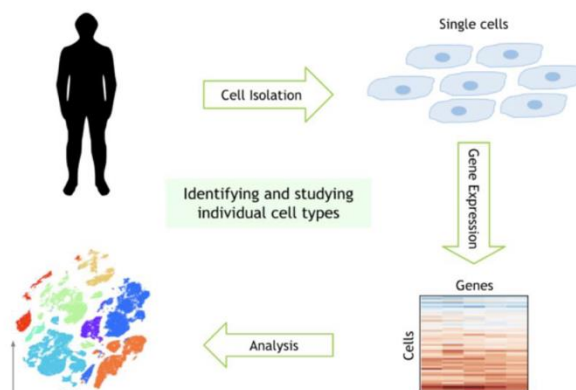 Single cells
Cell Isolation
Gene Expression
Identifying and studying
individual cell types
Genes
Cells
Analysis